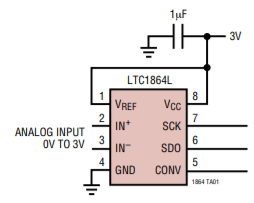 1µF
3V
LTC1864L
1 8
VREF VCC
2 7
IN+ SCK
ANALOG INPUT
0V TO 3V
3 6
IN– SDO
4 5
GND CONV
1864 TA01